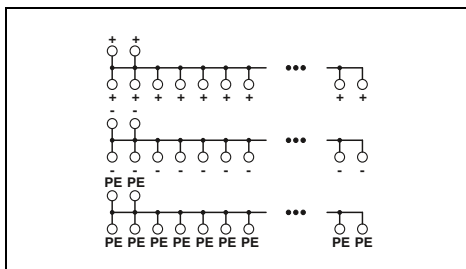 + +
•••
+ + + + + + + + +
- -
•••
- - - - - - - - -
PE PE
•••
PE PE PE PE PE PE PE PE PE